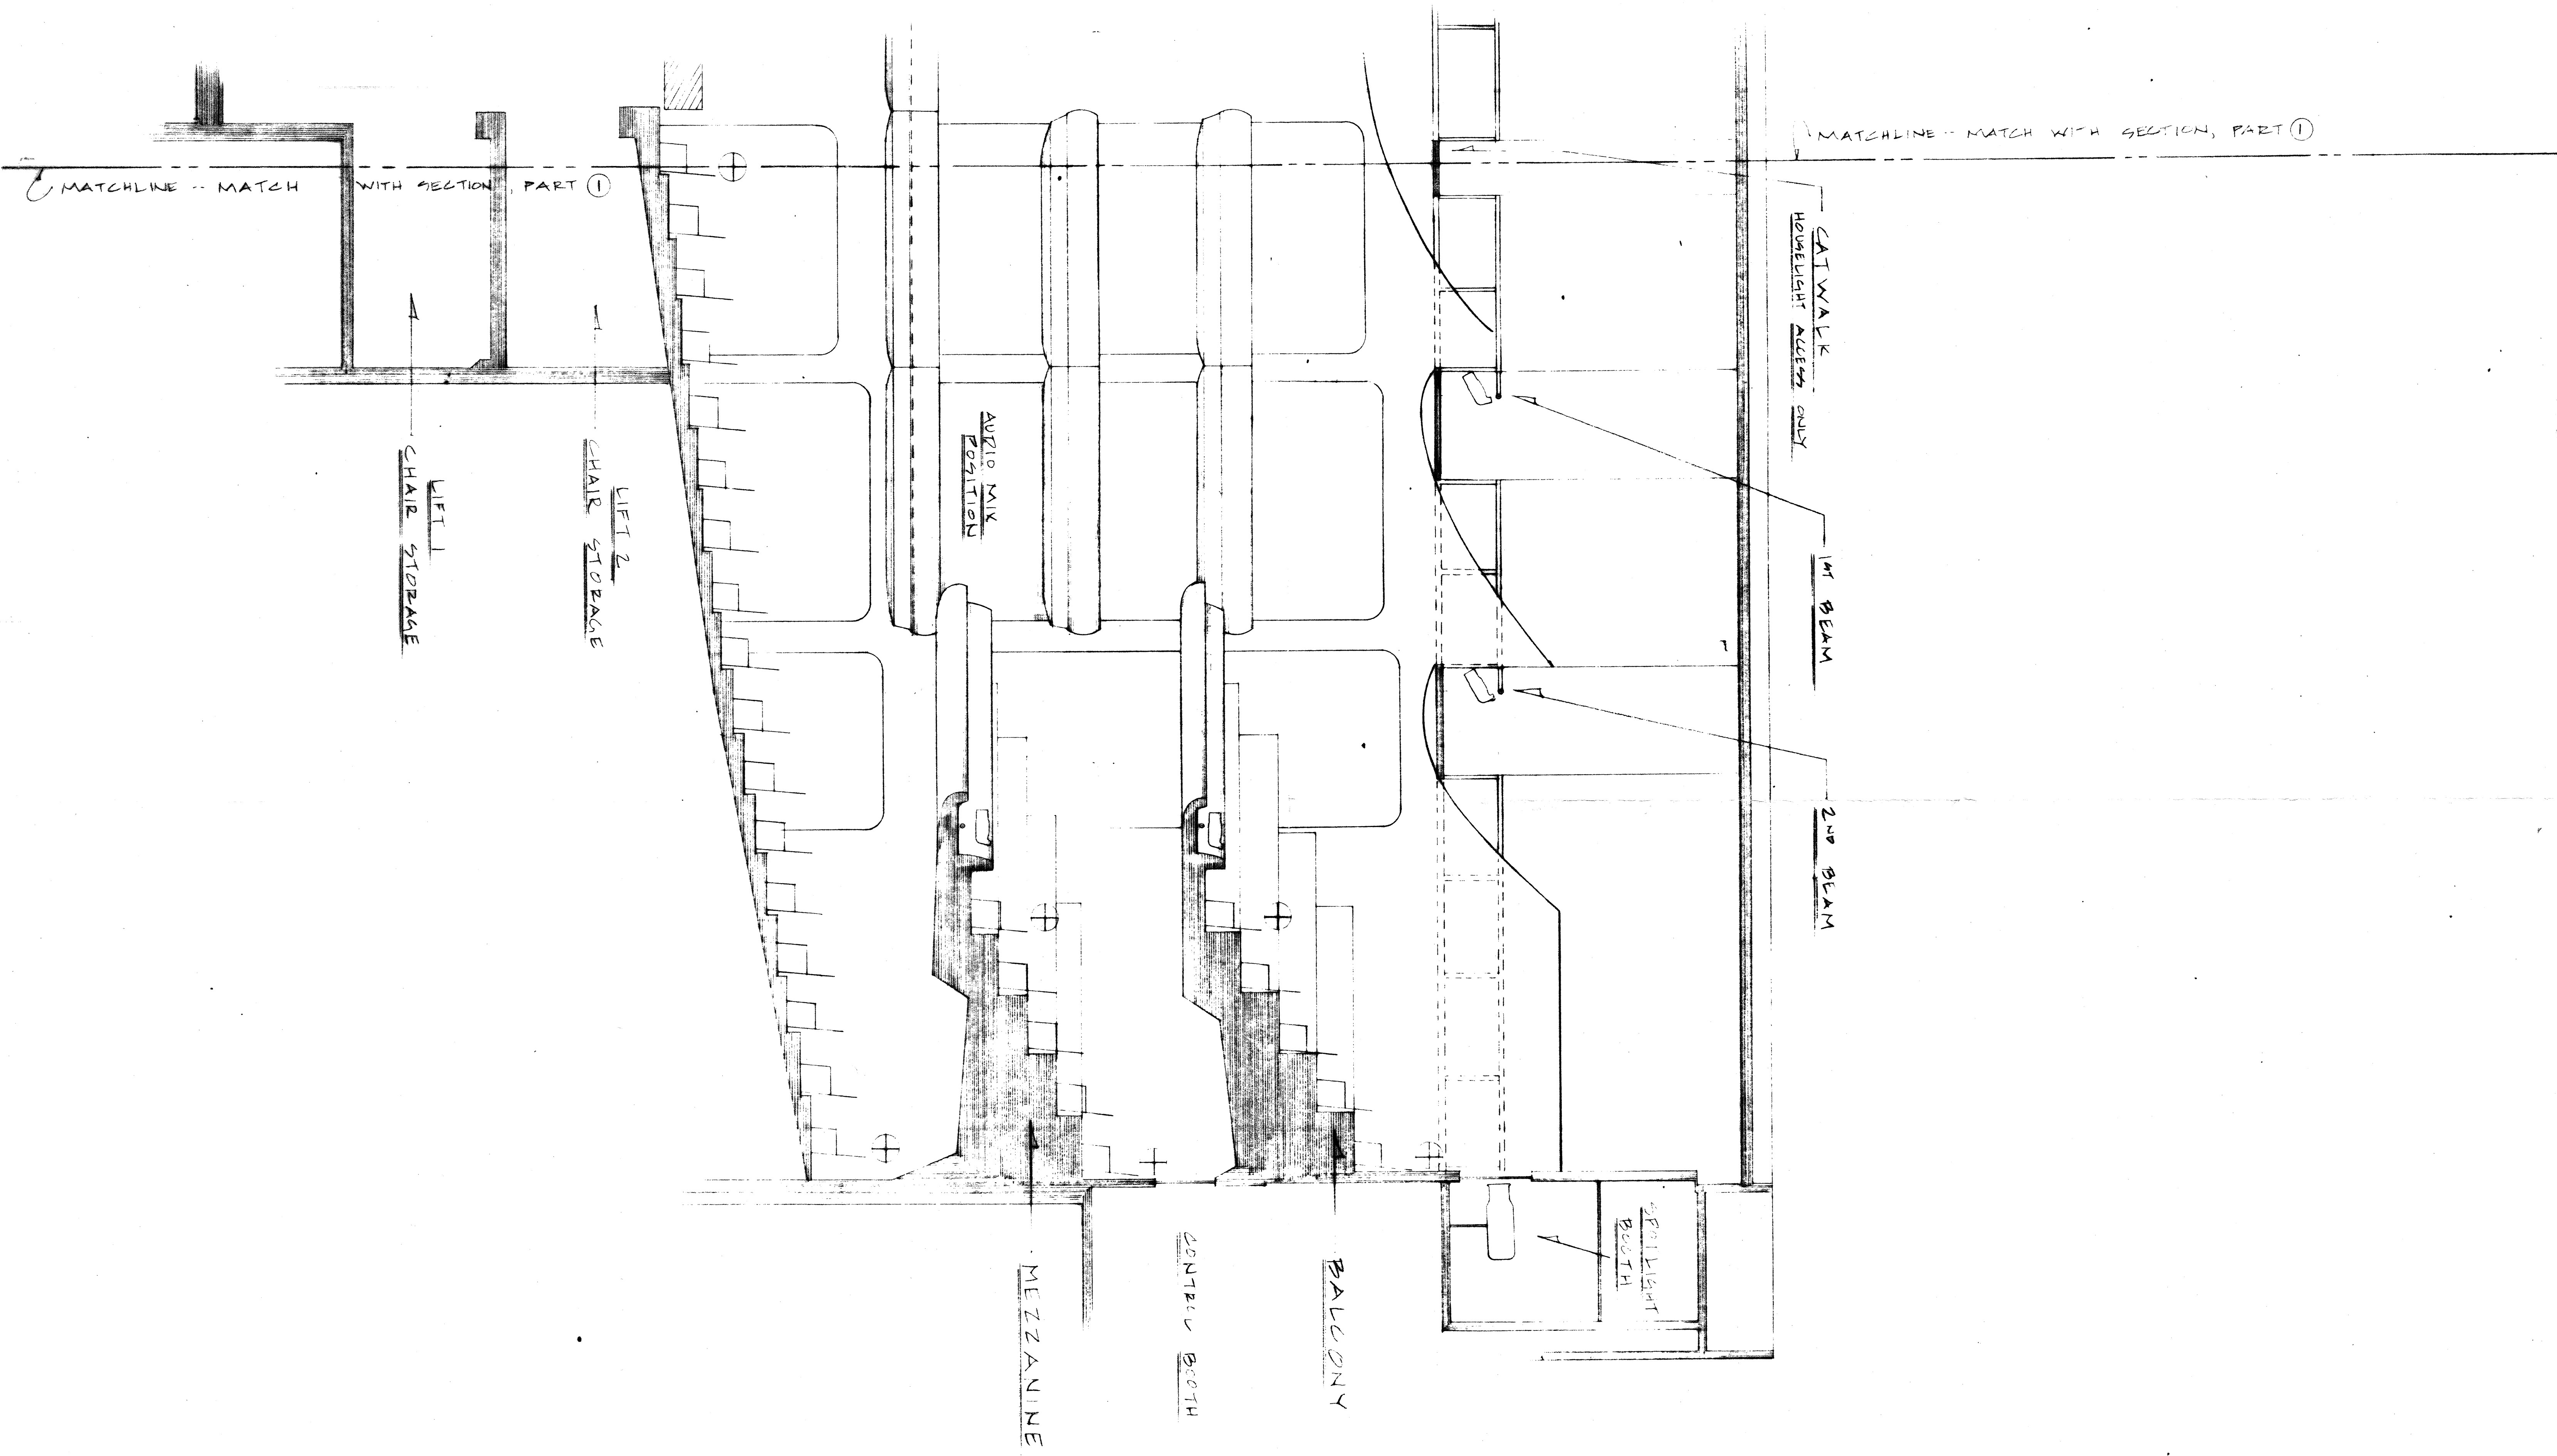 MATCHLINE -- MATCH WITH SECTION, PART 1
MATCHLINE -- MATCH WITH SECTION, PART 1
CATWALK
HOUSELIGHT ACCESS ONLY
1ST BEAM
2ND BEAM
SPOTLIGHT
BOOTH
BALCONY
CONTROL BOOTH
MEZZANINE
AUDIO MIX
POSITION
LIFT 2
CHAIR STORAGE
LIFT 1
CHAIR STORAGE